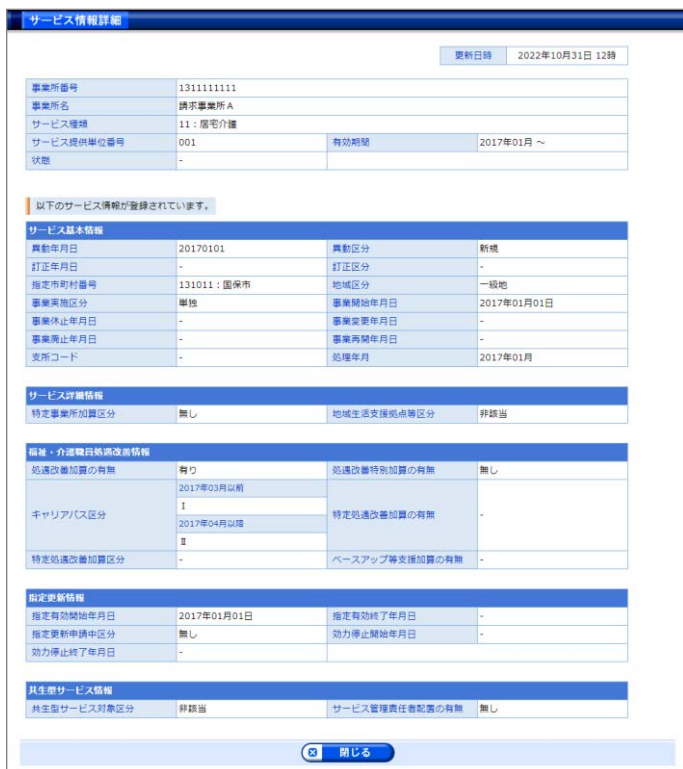 サービス情報詳細
更新日時 2022年10月31日 12時
事業所番号 1311111111
事業所名 請求事業所A
サービス種類 11：居宅介護
サービス提供単位番号 001 有効期間 2017年01月 ～
状態 -
以下のサービス情報が登録されています。
サービス基本情報
異動年月日 20170101 異動区分 新規
訂正年月日 - 訂正区分 -
指定市町村番号 131011：国保市 地域区分 一級地
事業実施区分 単独 事業開始年月日 2017年01月01日
事業休止年月日 - 事業変更年月日 -
事業廃止年月日 - 事業再開年月日 -
支所コード - 処理年月 2017年01月
サービス詳細情報
特定事業所加算区分 無し 地域生活支援拠点等区分 非該当
福祉・介護職員処遇改善情報
処遇改善加算の有無 有り 処遇改善特別加算の有無 無し
キャリアパス区分 2017年03月以前
Ⅰ
2017年04月以降
Ⅱ
特定処遇改善加算の有無 -
特定処遇改善加算区分 - ベースアップ等支援加算の有無 -
指定更新情報
指定有効開始年月日 2017年01月01日 指定有効終了年月日 -
指定更新申請中区分 無し 効力停止開始年月日 -
効力停止終了年月日 -
共生型サービス情報
共生型サービス対象区分 非該当 サービス管理責任者配置の有無 無し
閉じる